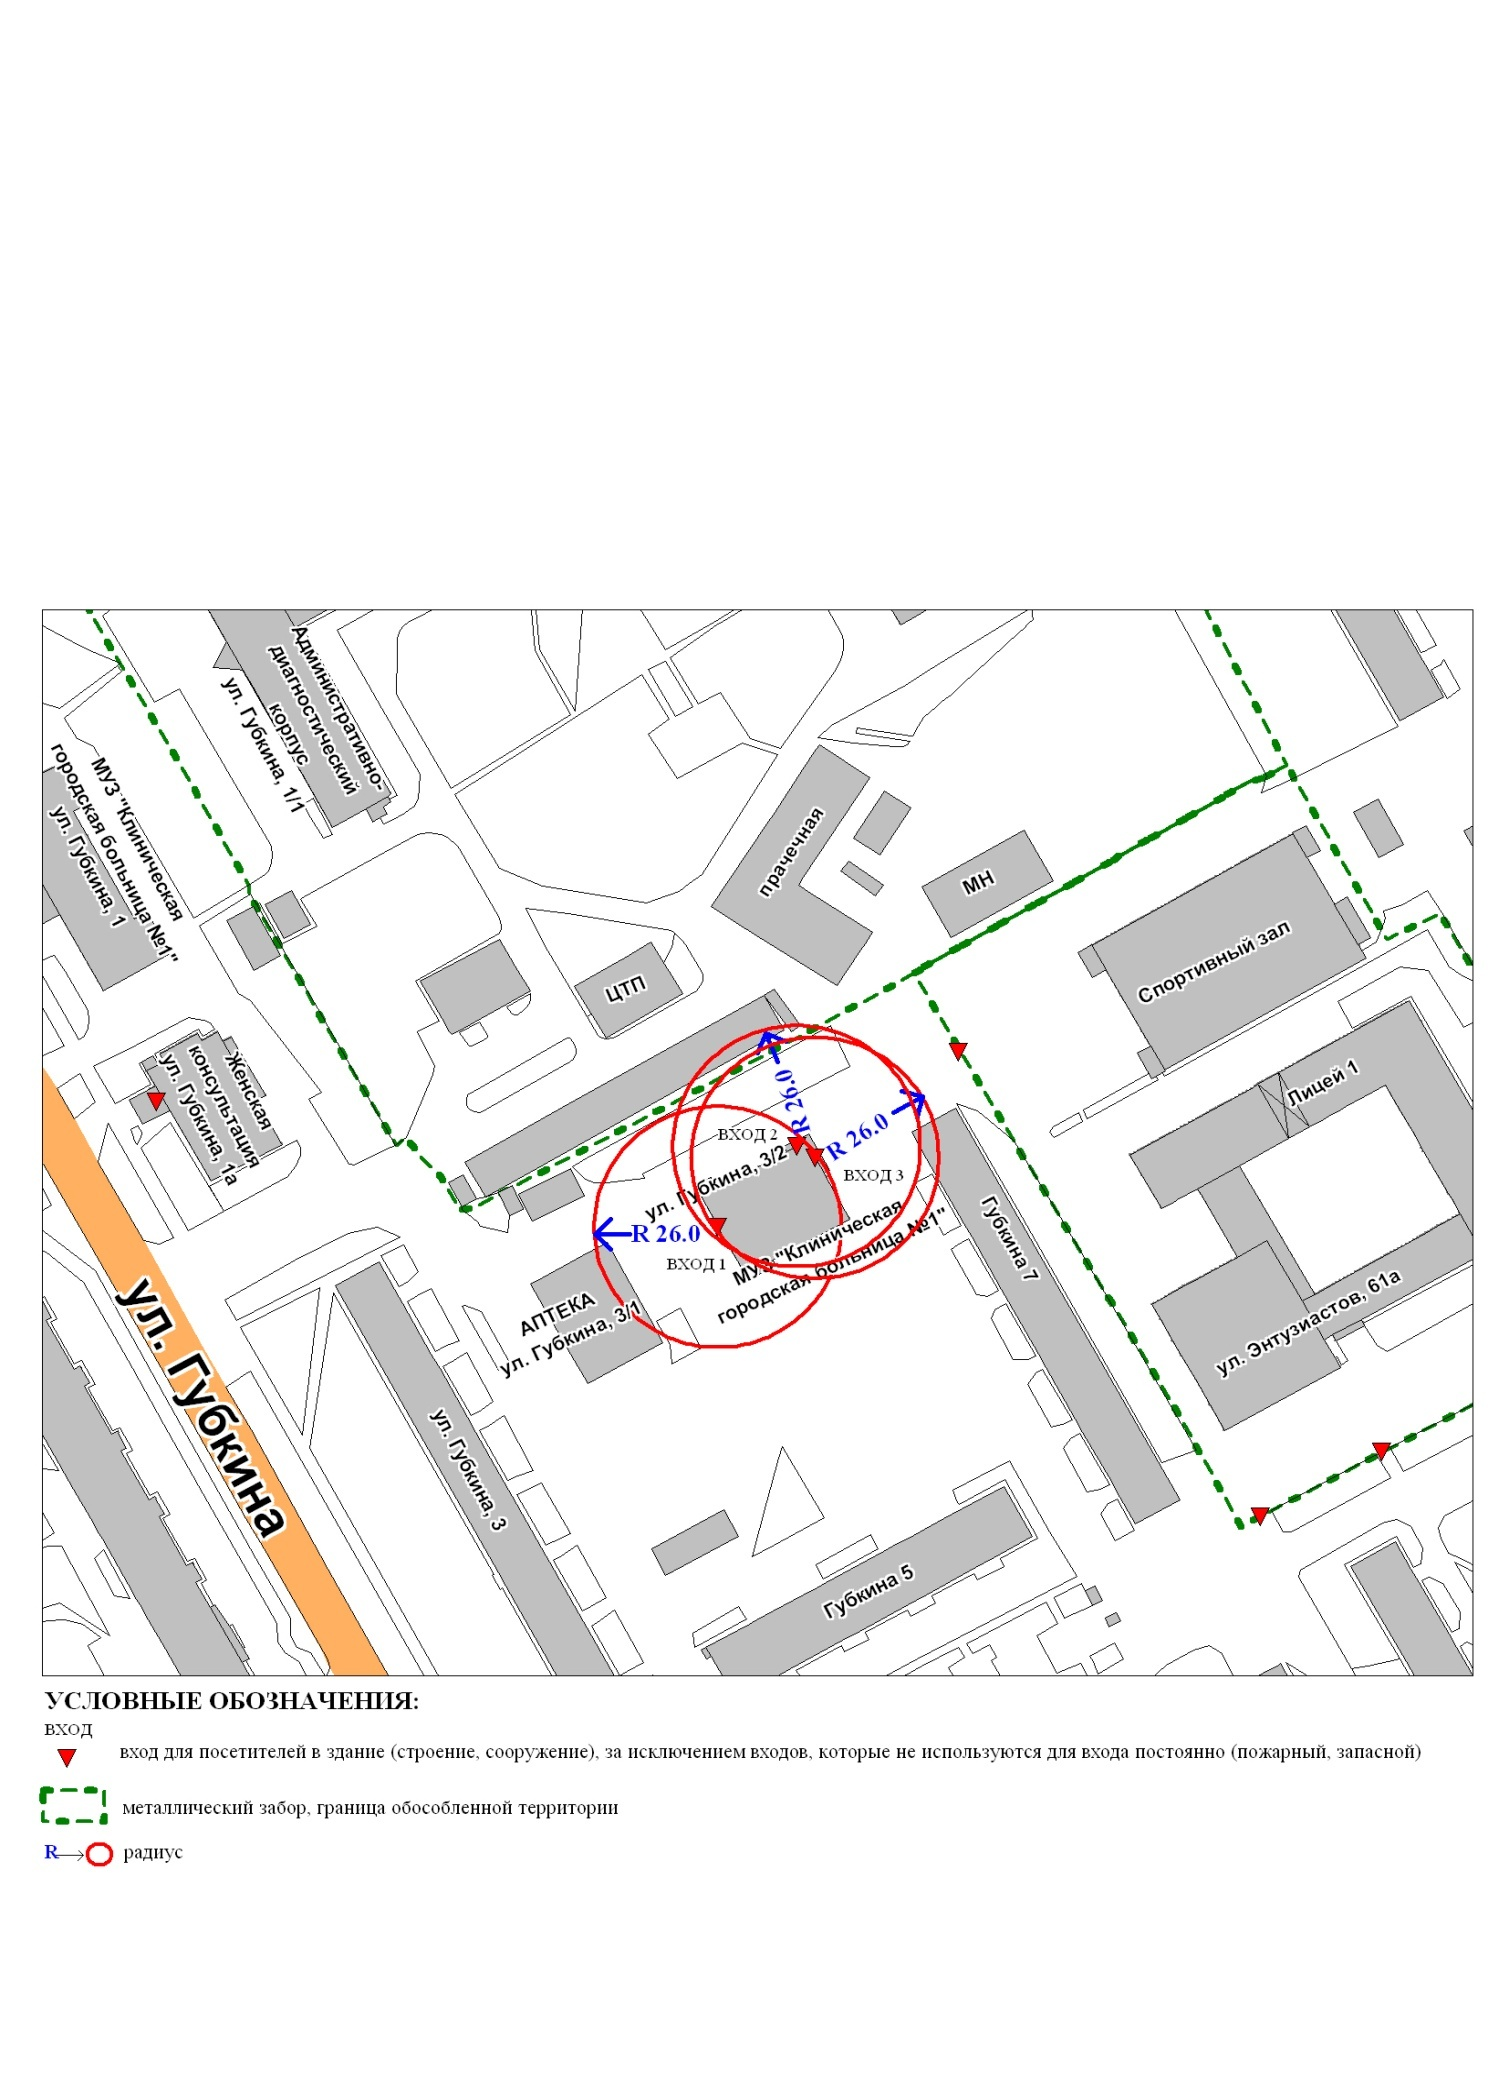 Административно-
диагностический
корпус
ул. Губкина, 1/1
МУЗ "Клиническая
городская больница №1"
ул. Губкина, 1
прачечная
МН
Спортивный зал
ЦТП
Лицей 1
Женская
консультация
ул. Губкина, 1а
R 26.0
R 26.0
ВХОД 2
ВХОД 3
ул. Губкина, 3/2
R 26.0
ВХОД 1
МУЗ "Клиническая
городская больница №1"
Губкина 7
АПТЕКА
ул. Губкина, 3/1
ул. Энтузиастов, 61а
ул. Губкина
ул. Губкина, 3
Губкина 5
УСЛОВНЫЕ ОБОЗНАЧЕНИЯ:
ВХОД
вход для посетителей в здание (строение, сооружение), за исключением входов, которые не используются для входа постоянно (пожарный, запасной)
металлический забор, граница обособленной территории
R
радиус